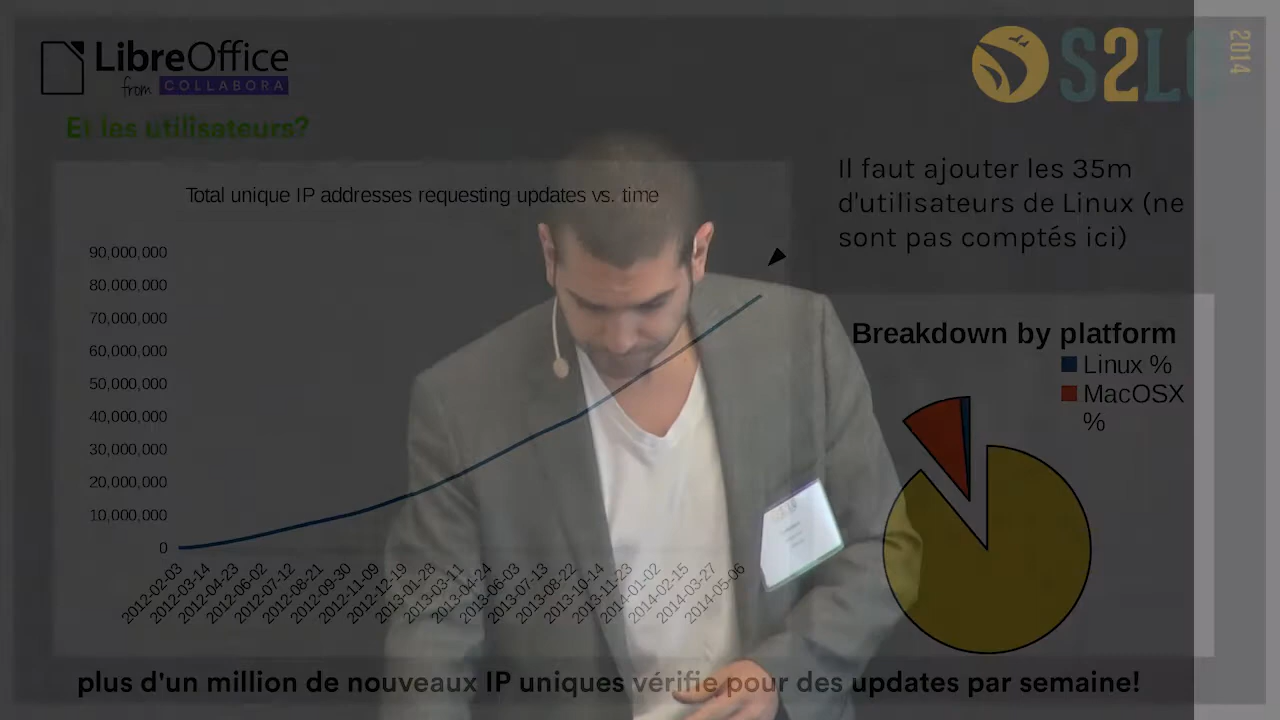 LibreOffice
from COLLABORA
S2L
2014
Et les utilisateurs?
Total unique IP addresses requesting updates vs. time
90,000,000
80,000,000
70,000,000
60,000,000
50,000,000
40,000,000
30,000,000
20,000,000
10,000,000
0
2012-02-03
2012-03-14
2012-04-23
2012-06-02
2012-07-12
2012-08-21
2012-09-30
2012-11-09
2012-12-19
2013-01-28
2013-03-11
2013-04-24
2013-06-03
2013-07-13
2013-08-22
2013-10-14
2013-11-23
2014-01-02
2014-02-15
2014-03-27
2014-05-06
Il faut ajouter les 35m
d'utilisateurs de Linux (ne
sont pas comptés ici)
Breakdown by platform
Linux %
MacOSX
%
plus d'un million de nouveaux IP uniques vérifie pour des updates par semaine!